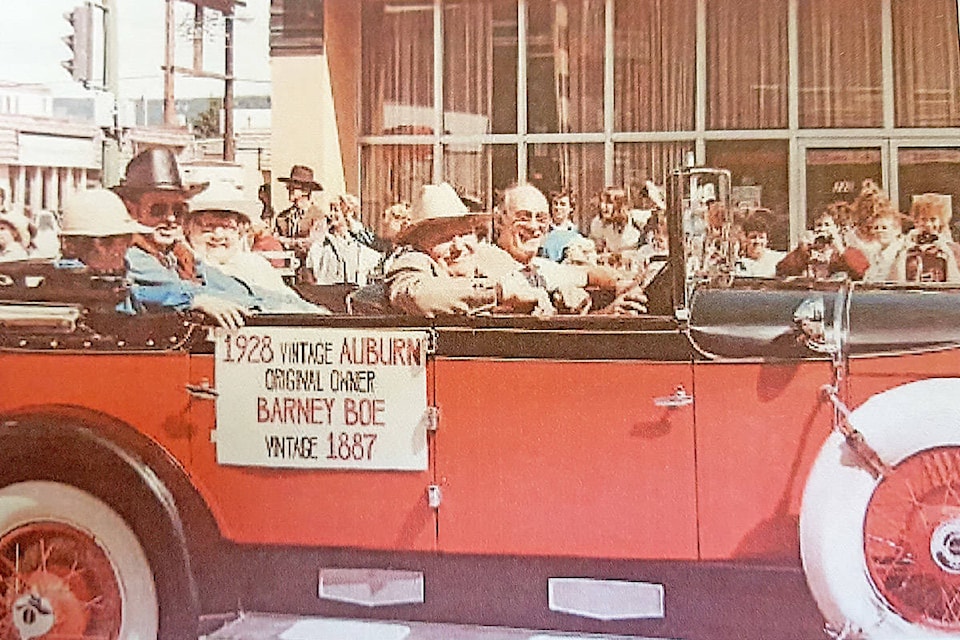 1928 VINTAGE AUBURN
ORIGINAL OWNER
BARNEY BOE
VINTAGE 1887